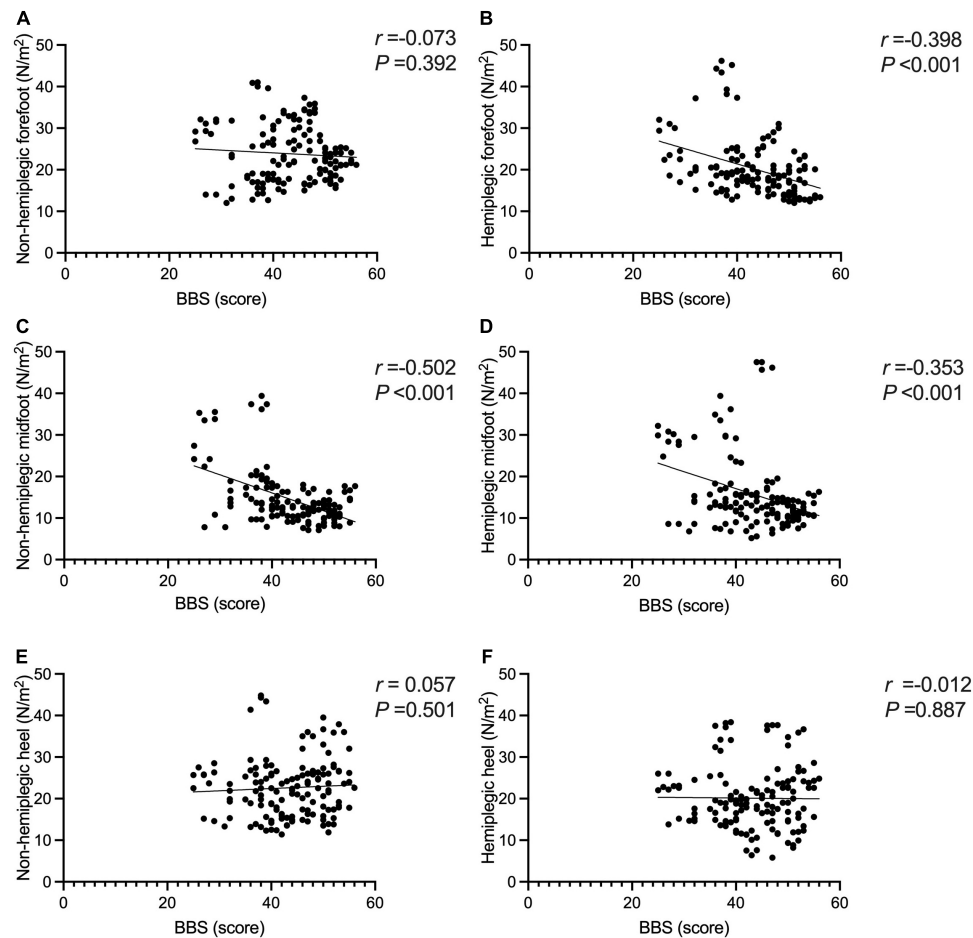 A
r =-0.073
P =0.392
Non-hemiplegic forefoot (N/m²)
50
40
30
20
10
0
0 20 40 60
BBS (score)
B
r =-0.398
P <0.001
Hemiplegic forefoot (N/m²)
50
40
30
20
10
0
0 20 40 60
BBS (score)
C
r =-0.502
P <0.001
Non-hemiplegic midfoot (N/m²)
50
40
30
20
10
0
0 20 40 60
BBS (score)
D
r =-0.353
P <0.001
Hemiplegic midfoot (N/m²)
50
40
30
20
10
0
0 20 40 60
BBS (score)
E
r = 0.057
P =0.501
Non-hemiplegic heel (N/m²)
50
40
30
20
10
0
0 20 40 60
BBS (score)
F
r =-0.012
P =0.887
Hemiplegic heel (N/m²)
50
40
30
20
10
0
0 20 40 60
BBS (score)